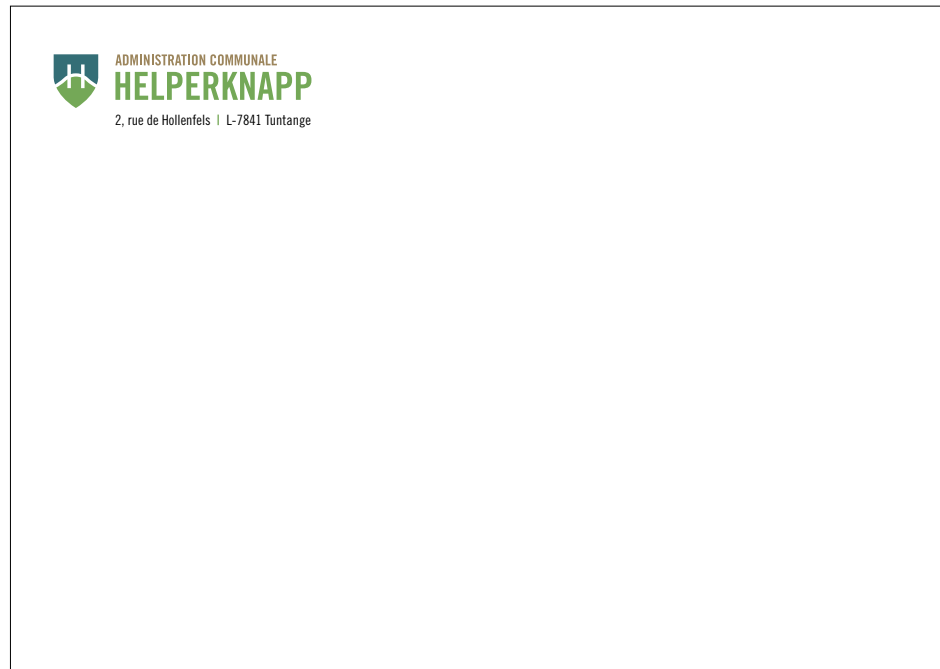 ADMINISTRATION COMMUNALE
HELPERKNAPP
2, rue de Hollenfels | L-7841 Tuntange